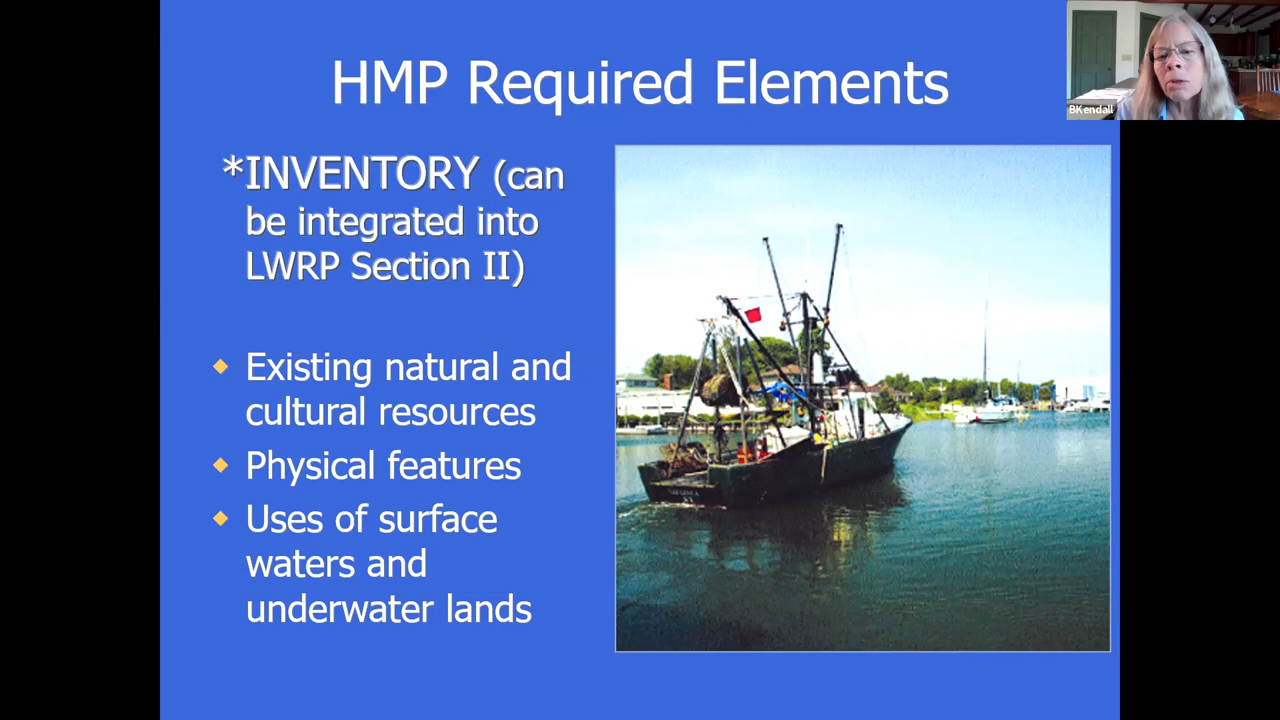 HMP Required Elements
BKendall
*INVENTORY (can
be integrated into
LWRP Section II)
Existing natural and
cultural resources
Physical features
Uses of surface
waters and
underwater lands